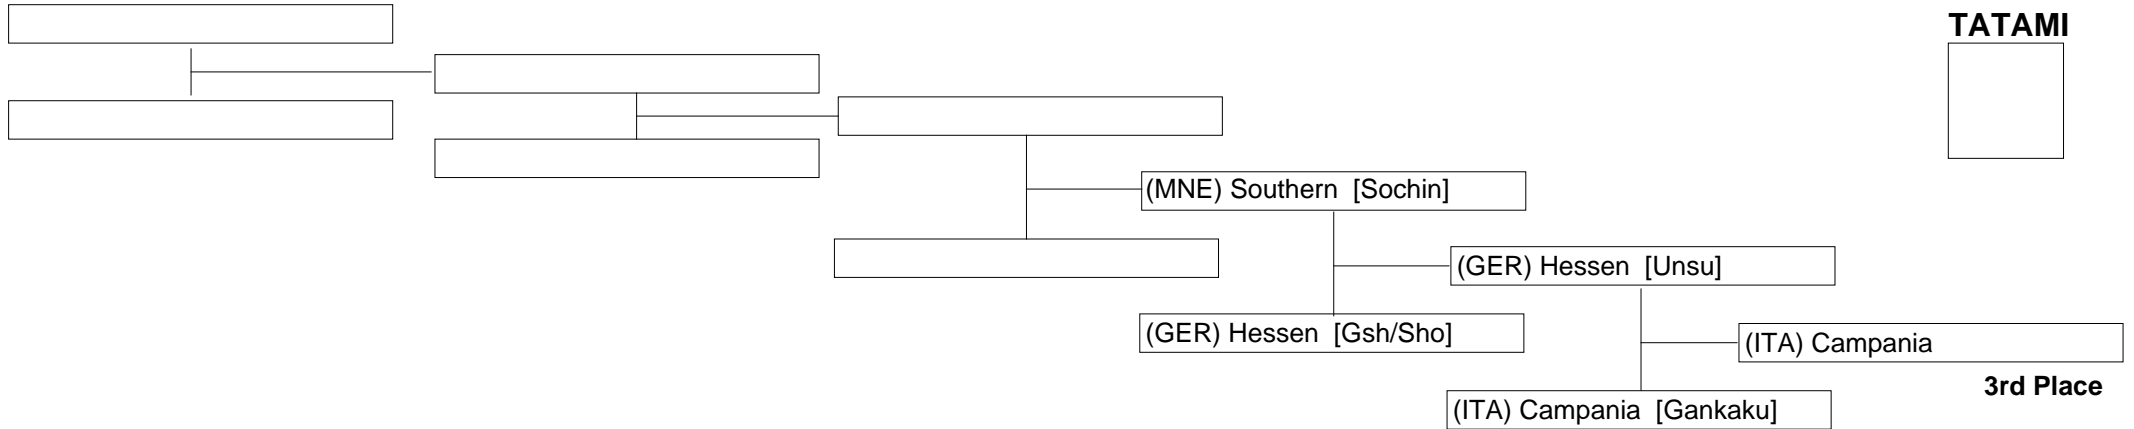 TATAMI
(MNE) Southern  [Sochin]
(GER) Hessen  [Unsu]
(GER) Hessen  [Gsh/Sho]
(ITA) Campania
3rd Place
(ITA) Campania  [Gankaku]